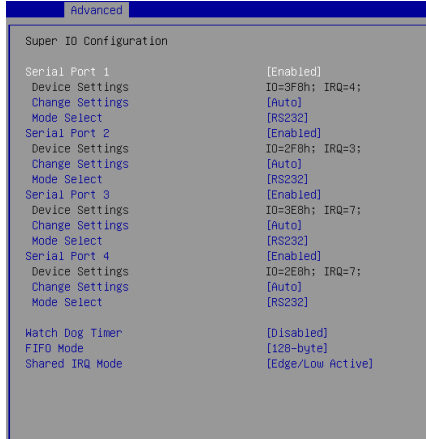 Advanced
Super IO Configuration
Serial Port 1 [Enabled]
Device Settings IO=3F8h; IRQ=4;
Change Settings [Auto]
Mode Select [RS232]
Serial Port 2 [Enabled]
Device Settings IO=2F8h; IRQ=3;
Change Settings [Auto]
Mode Select [RS232]
Serial Port 3 [Enabled]
Device Settings IO=3E8h; IRQ=7;
Change Settings [Auto]
Mode Select [RS232]
Serial Port 4 [Enabled]
Device Settings IO=2E8h; IRQ=7;
Change Settings [Auto]
Mode Select [RS232]
Watch Dog Timer [Disabled]
FIFO Mode [128-byte]
Shared IRQ Mode [Edge/Low Active]